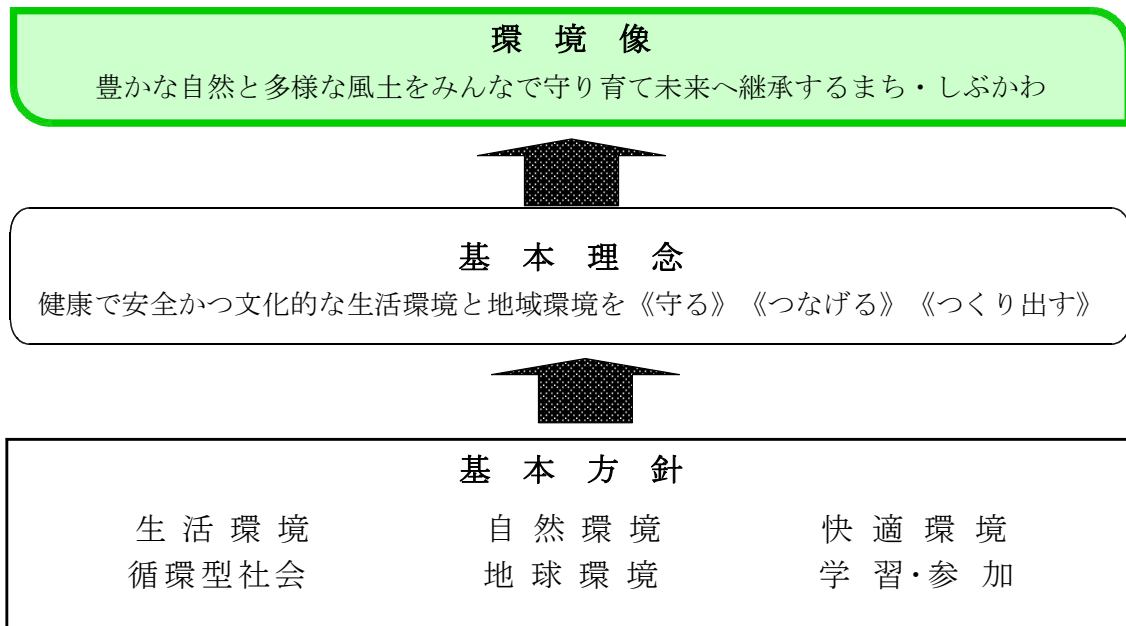 環境像
豊かな自然と多様な風土をみんなで守り育て未来へ継承するまち・しぶかわ
基本理念
健康で安全かつ文化的な生活環境と地域環境を《守る》《つなげる》《つくり出す》
基本方針
生活環境 自然環境 快適環境
循環型社会 地球環境 学習・参加